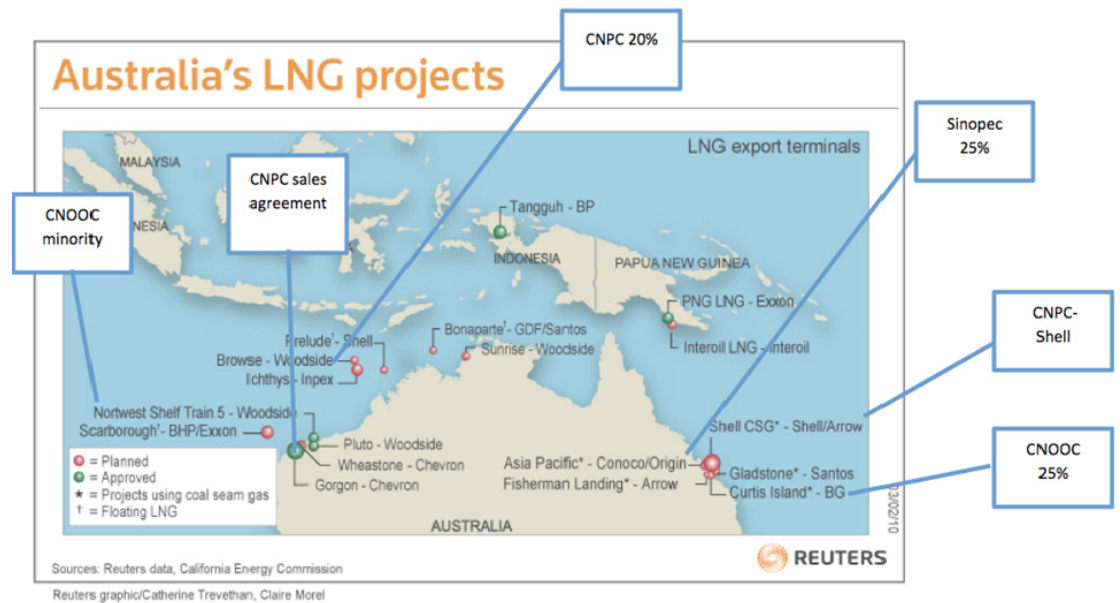 CNPC 20%
Australia's LNG projects
Sinopec
25%
LNG export terminals
MALAYSIA
CNPC sales
agreement
CNOOC
minority
NESIA
Tangguh - BP
INDONESIA
PAPUA NEW GUINEA
PNG LNG - Exxon
CNPC-
Shell
Bonaparte† - GDF/Santos
Prelude† - Shell
Sunrise - Woodside
Interoil LNG - Interoil
Browse - Woodside
Ichthys - Inpex
Nortwest Shelf Train 5 - Woodside
Scarborough† - BHP/Exxon
Shell CSG* - Shell/Arrow
Pluto - Woodside
Wheastone - Chevron
Gorgon - Chevron
Asia Pacific* - Conoco/Origin
Gladstone* - Santos
Fisherman Landing* - Arrow
Curtis Island* - BG
CNOOC
25%
= Planned
= Approved
* = Projects using coal seam gas
† = Floating LNG
AUSTRALIA
03/02/10
REUTERS
Sources: Reuters data, California Energy Commission
Reuters graphic/Catherine Trevethan, Claire Morel